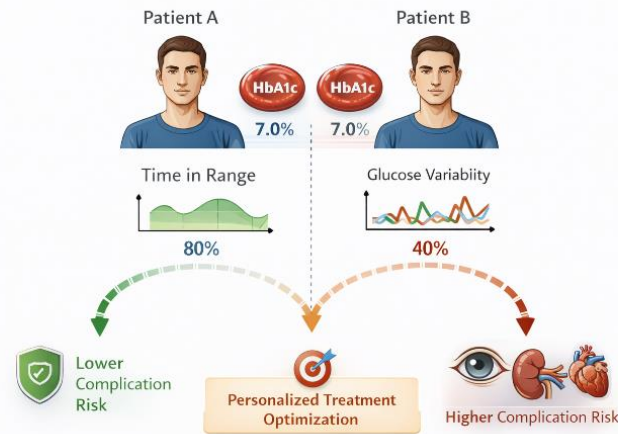 Patient A
Patient B
HbA1c
HbA1c
7.0%
7.0%
Time in Range
Glucose Variabiity
80%
40%
Lower
Complication
Risk
Personalized Treatment
Optimization
Higher Complication Risk